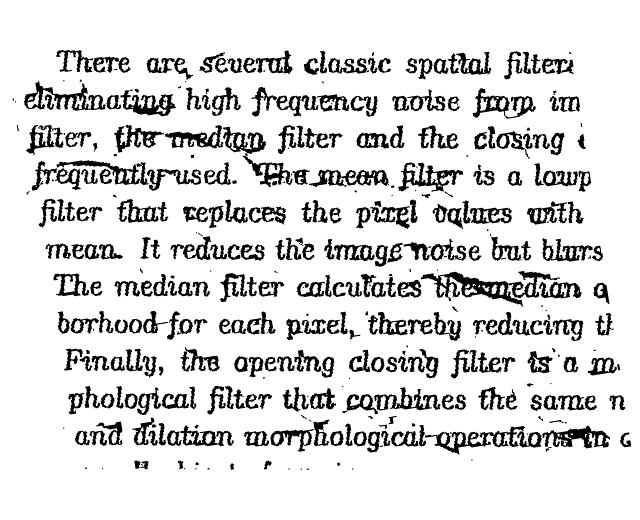 There are several classic spatial filter
eliminating high frequency noise from im
filter, the median filter and the closing
frequently used. The mean filter is a lowp
filter that replaces the pixel values with
mean. It reduces the image noise but blurs
The median filter calculates the median o
borhood for each pixel, thereby reducing th
Finally, the opening closing filter is a m
phological filter that combines the same n
and dilation morphological operations in o